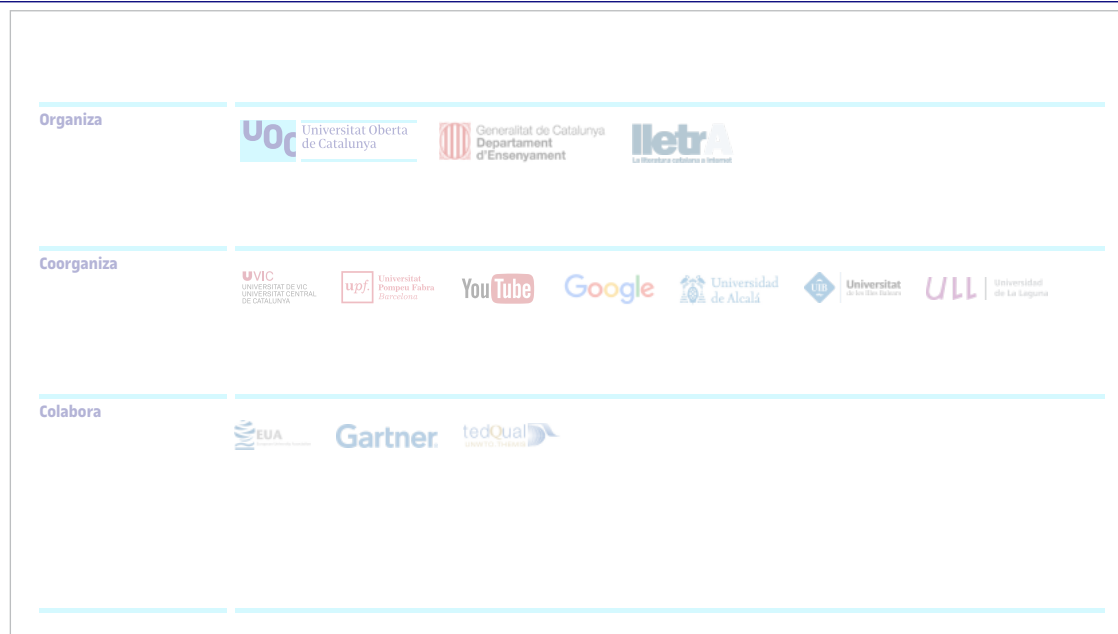 Organiza
UOC
Universitat Oberta
de Catalunya
Generalitat de Catalunya
Departament
d'Ensenyament
lletrA
La literatura catalana a internet
Coorganiza
UVIC
UNIVERSITAT DE VIC
UNIVERSITAT CENTRAL
DE CATALUNYA
upf.
Universitat
Pompeu Fabra
Barcelona
YouTube
Google
Universidad
de Alcalá
UIB
Universitat
de les Illes Balears
ULL
Universidad
de La Laguna
Colabora
EUA
Gartner
tedQual